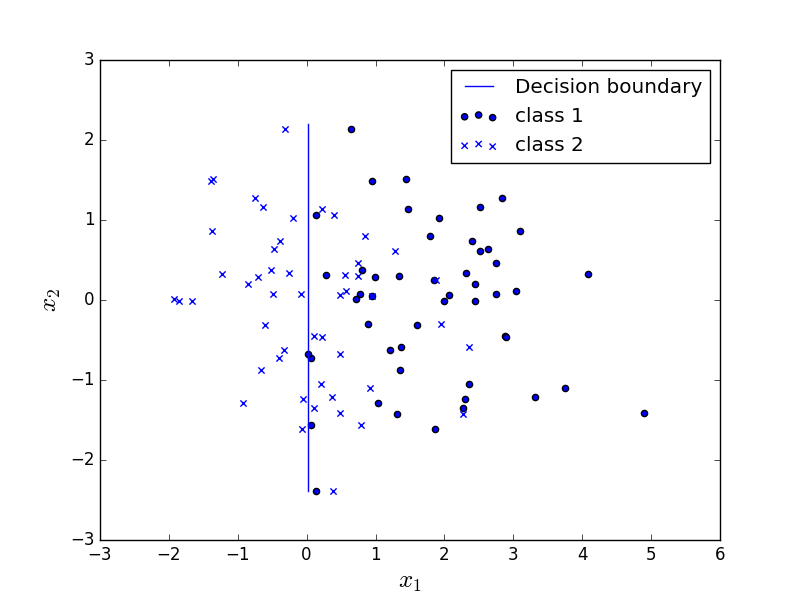 3
2
1
0
−1
−2
−3
x₂
Decision boundary
class 1
class 2
−3 −2 −1 0 1 2 3 4 5 6
x₁